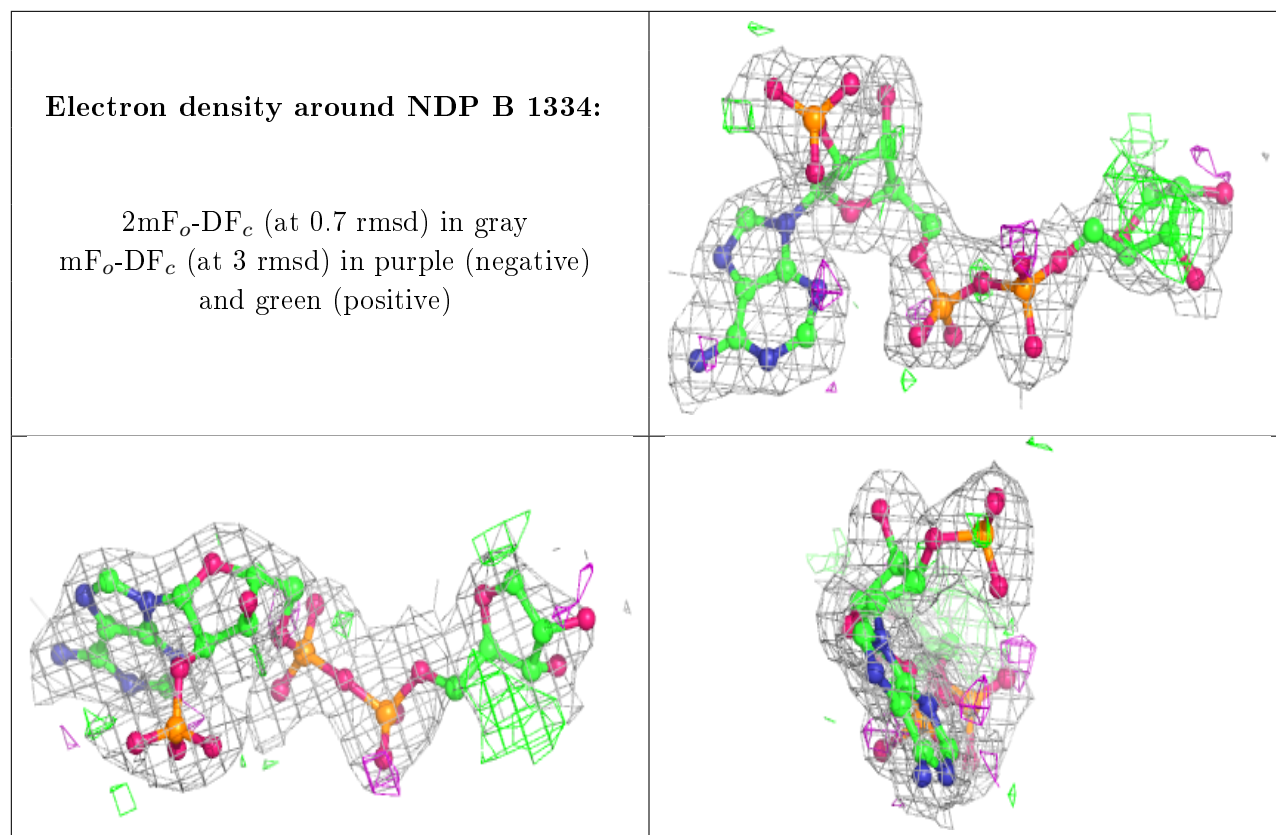 Electron density around NDP B 1334:
2mFo-DFc (at 0.7 rmsd) in gray
mFo-DFc (at 3 rmsd) in purple (negative)
and green (positive)